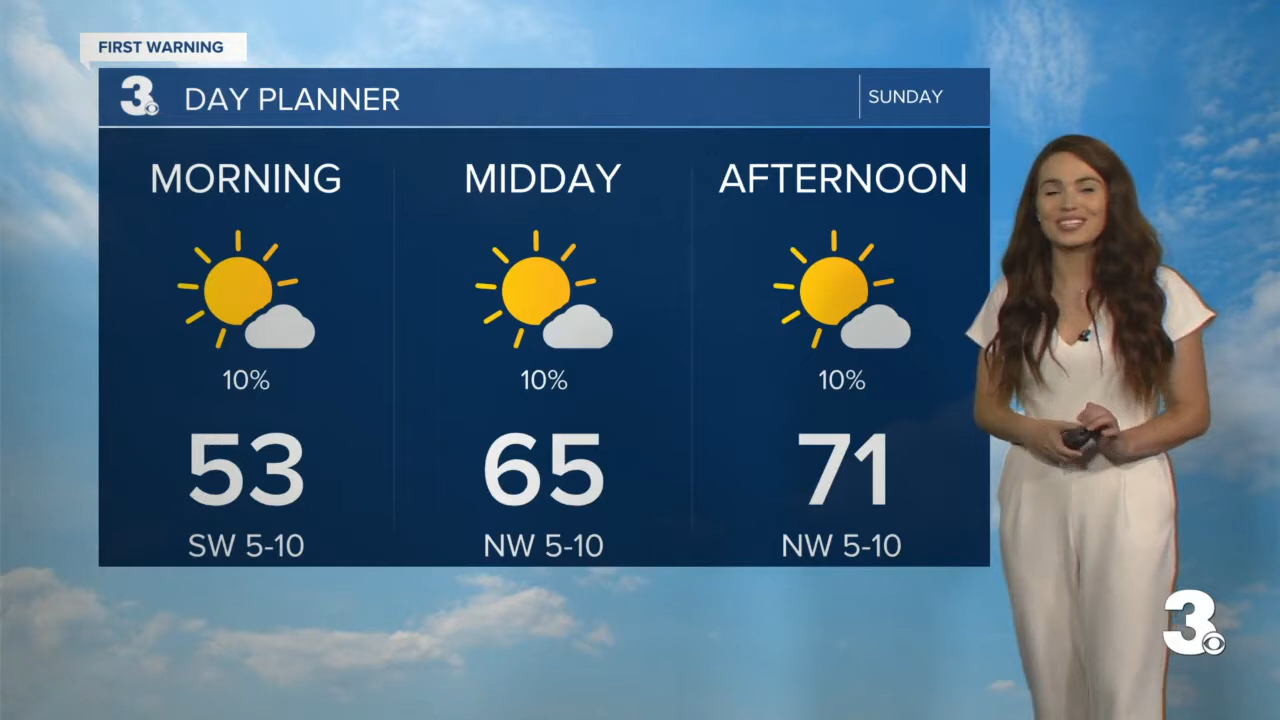 FIRST WARNING
3 DAY PLANNER
SUNDAY
MORNING
MIDDAY
AFTERNOON
10%
10%
10%
53
65
71
SW 5-10
NW 5-10
NW 5-10
3